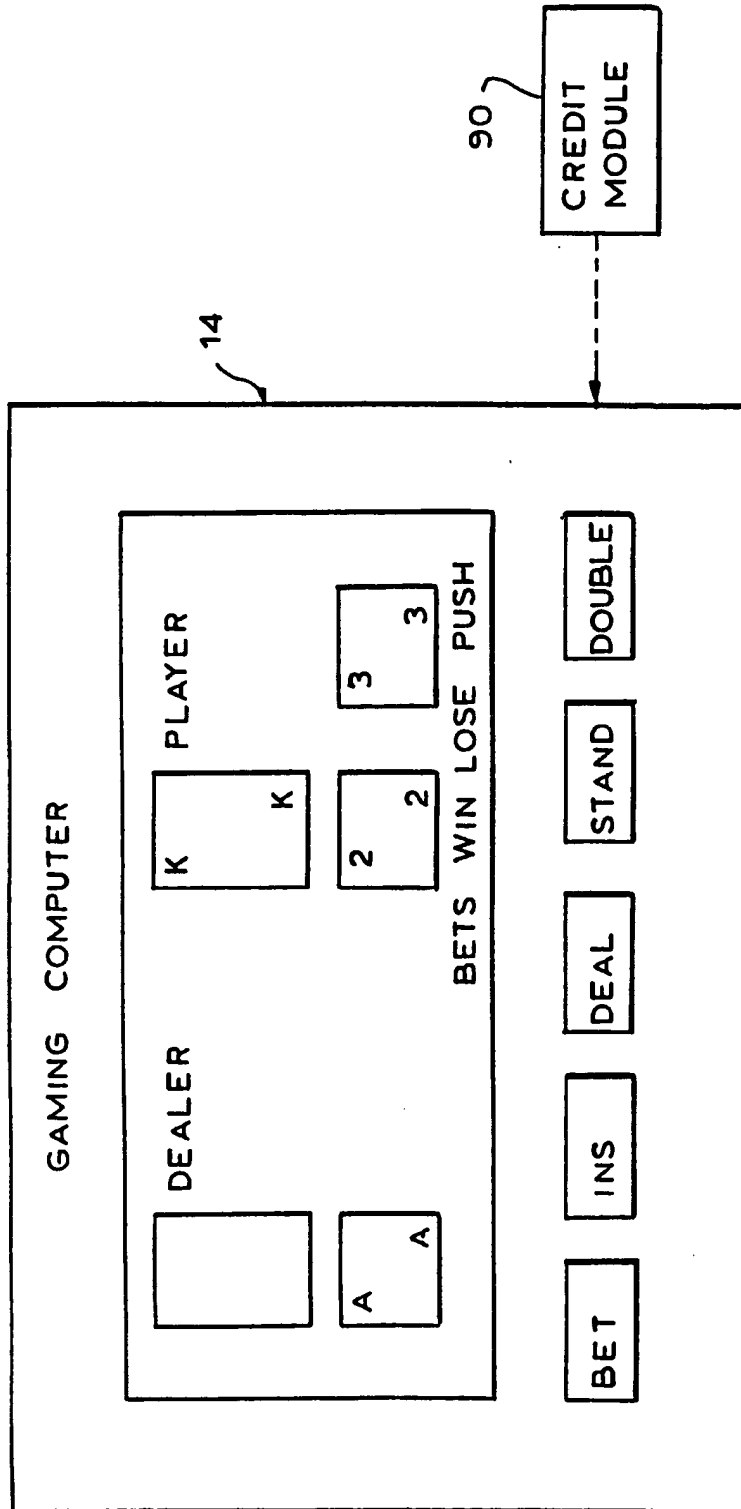 GAMING COMPUTER
14
DEALER
PLAYER
K
K
A
A
2
2
3
3
BETS WIN LOSE PUSH
BET
INS
DEAL
STAND
DOUBLE
90
CREDIT
MODULE